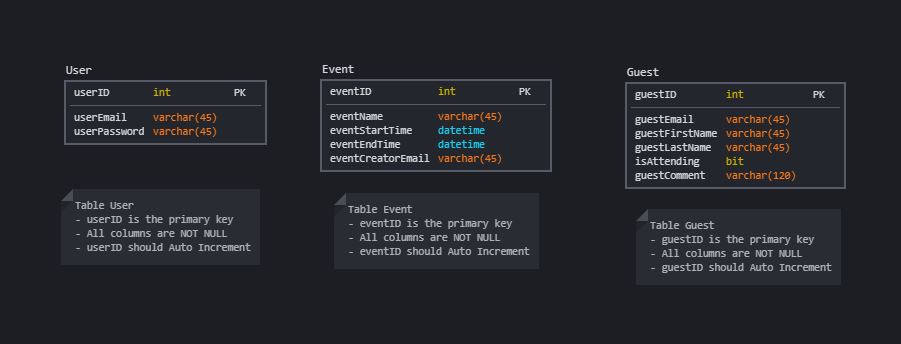 User
userID int PK
userEmail varchar(45)
userPassword varchar(45)
Table User
- userID is the primary key
- All columns are NOT NULL
- userID should Auto Increment
Event
eventID int PK
eventName varchar(45)
eventStartTime datetime
eventEndTime datetime
eventCreatorEmail varchar(45)
Table Event
- eventID is the primary key
- All columns are NOT NULL
- eventID should Auto Increment
Guest
guestID int PK
guestEmail varchar(45)
guestFirstName varchar(45)
guestLastName varchar(45)
isAttending bit
guestComment varchar(120)
Table Guest
- guestID is the primary key
- All columns are NOT NULL
- guestID should Auto Increment